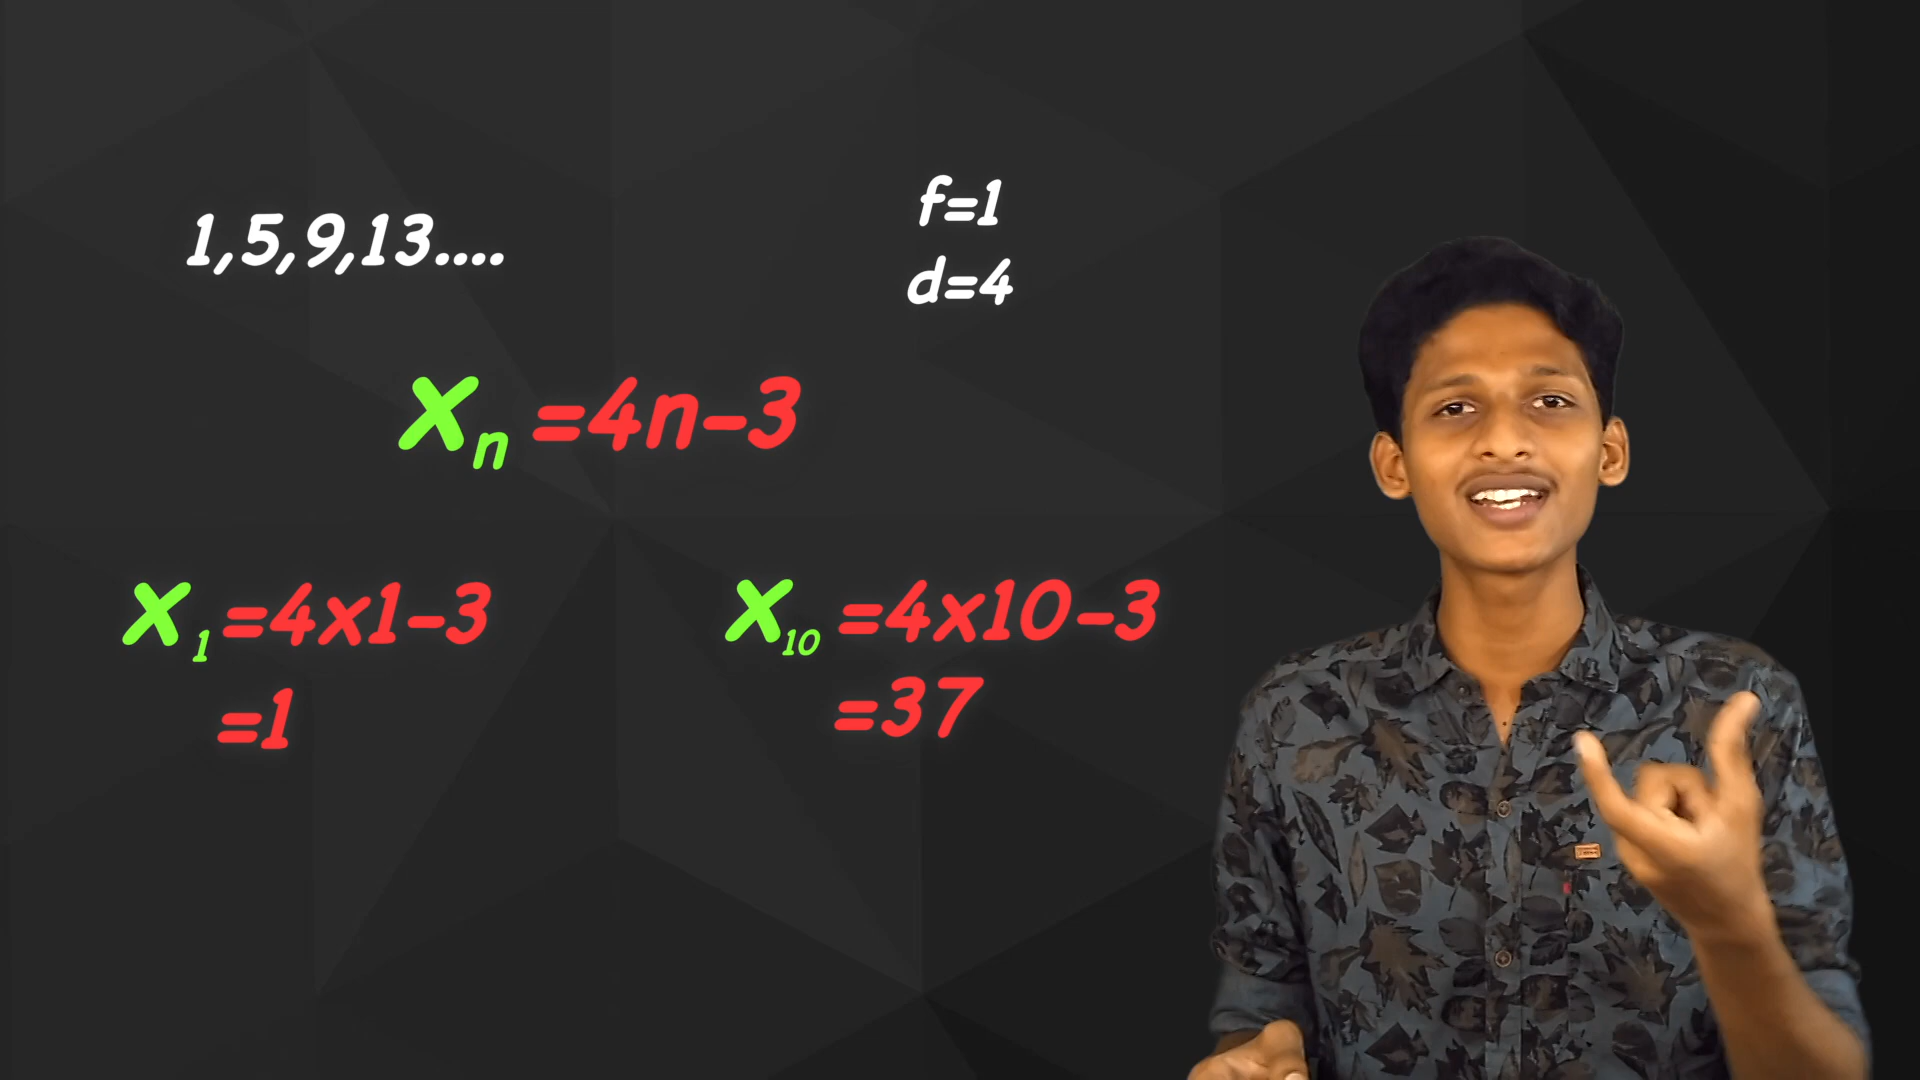 1,5,9,13....
f=1
d=4
Xn =4n-3
X1 =4x1-3
=1
X10 =4x10-3
=37